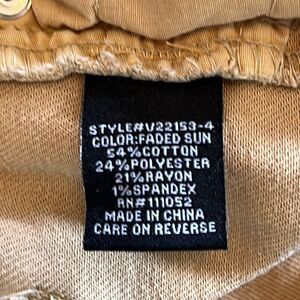 STYLE#V22153-4
COLOR:FADED SUN
54%COTTON
24%POLYESTER
21%RAYON
1%SPANDEX
RN#111052
MADE IN CHINA
CARE ON REVERSE